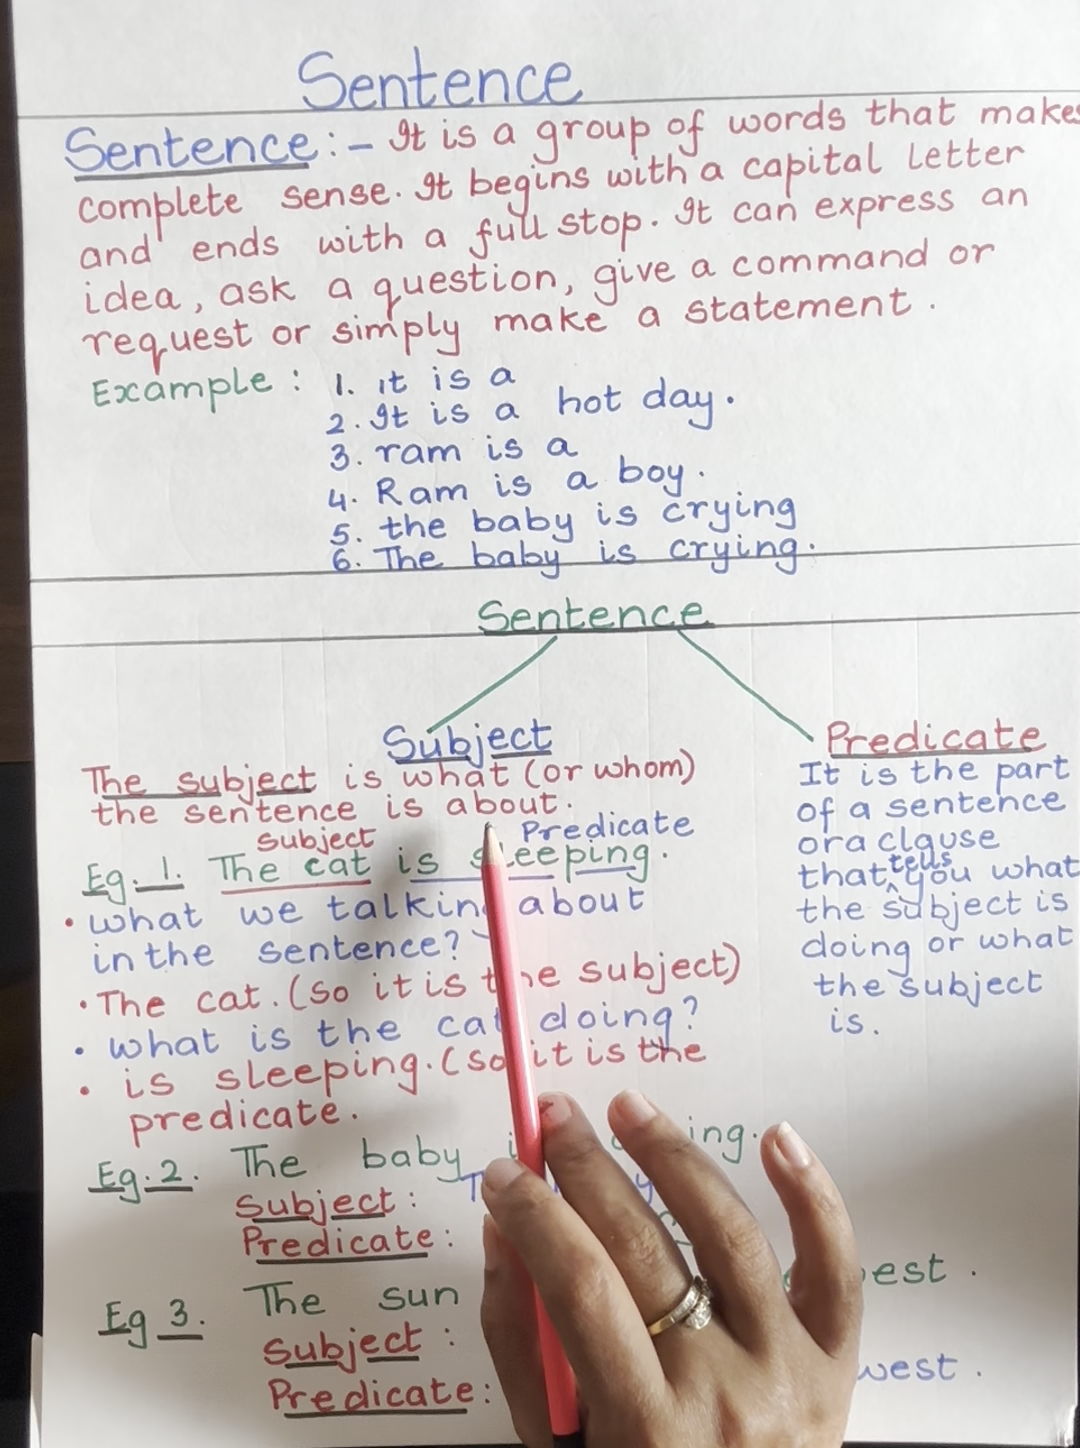 Sentence
Sentence :- It is a group of words that makes
complete sense. It begins with a capital letter
and ends with a full stop. It can express an
idea, ask a question, give a command or
request or simply make a statement.
Example : 1. it is a
2. It is a hot day.
3. ram is a
4. Ram is a boy.
5. the baby is crying
6. The baby is crying.
Sentence
Subject
The subject is what (or whom)
the sentence is about.
Subject Predicate
Eg. 1. The cat is sleeping.
• what we talking about
in the sentence?
• The cat. (so it is the subject)
• what is the cat doing?
• is sleeping. (so it is the
predicate.
Eg. 2. The baby
Subject :
Predicate :
Eg 3. The sun
Subject :
Predicate: west.
Predicate
It is the part
of a sentence
or a clause
that tells you what
the subject is
doing or what
the subject
is.